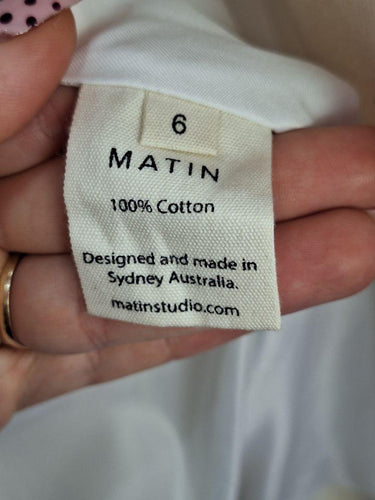 6
MATIN
100% Cotton
Designed and made in
Sydney Australia.
matinstudio.com